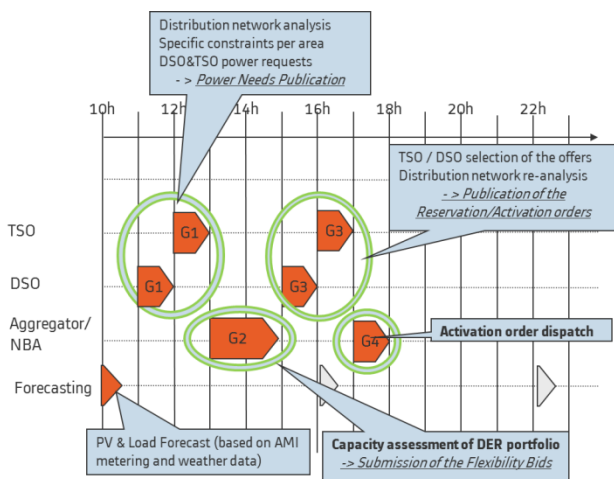 Distribution network analysis
Specific constraints per area
DSO&TSO power requests
- > Power Needs Publication
10h 12h 14h 16h 18h 20h 22h
TSO / DSO selection of the offers
Distribution network re-analysis
- > Publication of the
Reservation/Activation orders
TSO
G1
G3
DSO
G1
G3
Aggregator/
NBA
G2
G4
Activation order dispatch
Forecasting
PV & Load Forecast (based on AMI
metering and weather data)
Capacity assessment of DER portfolio
-> Submission of the Flexibility Bids